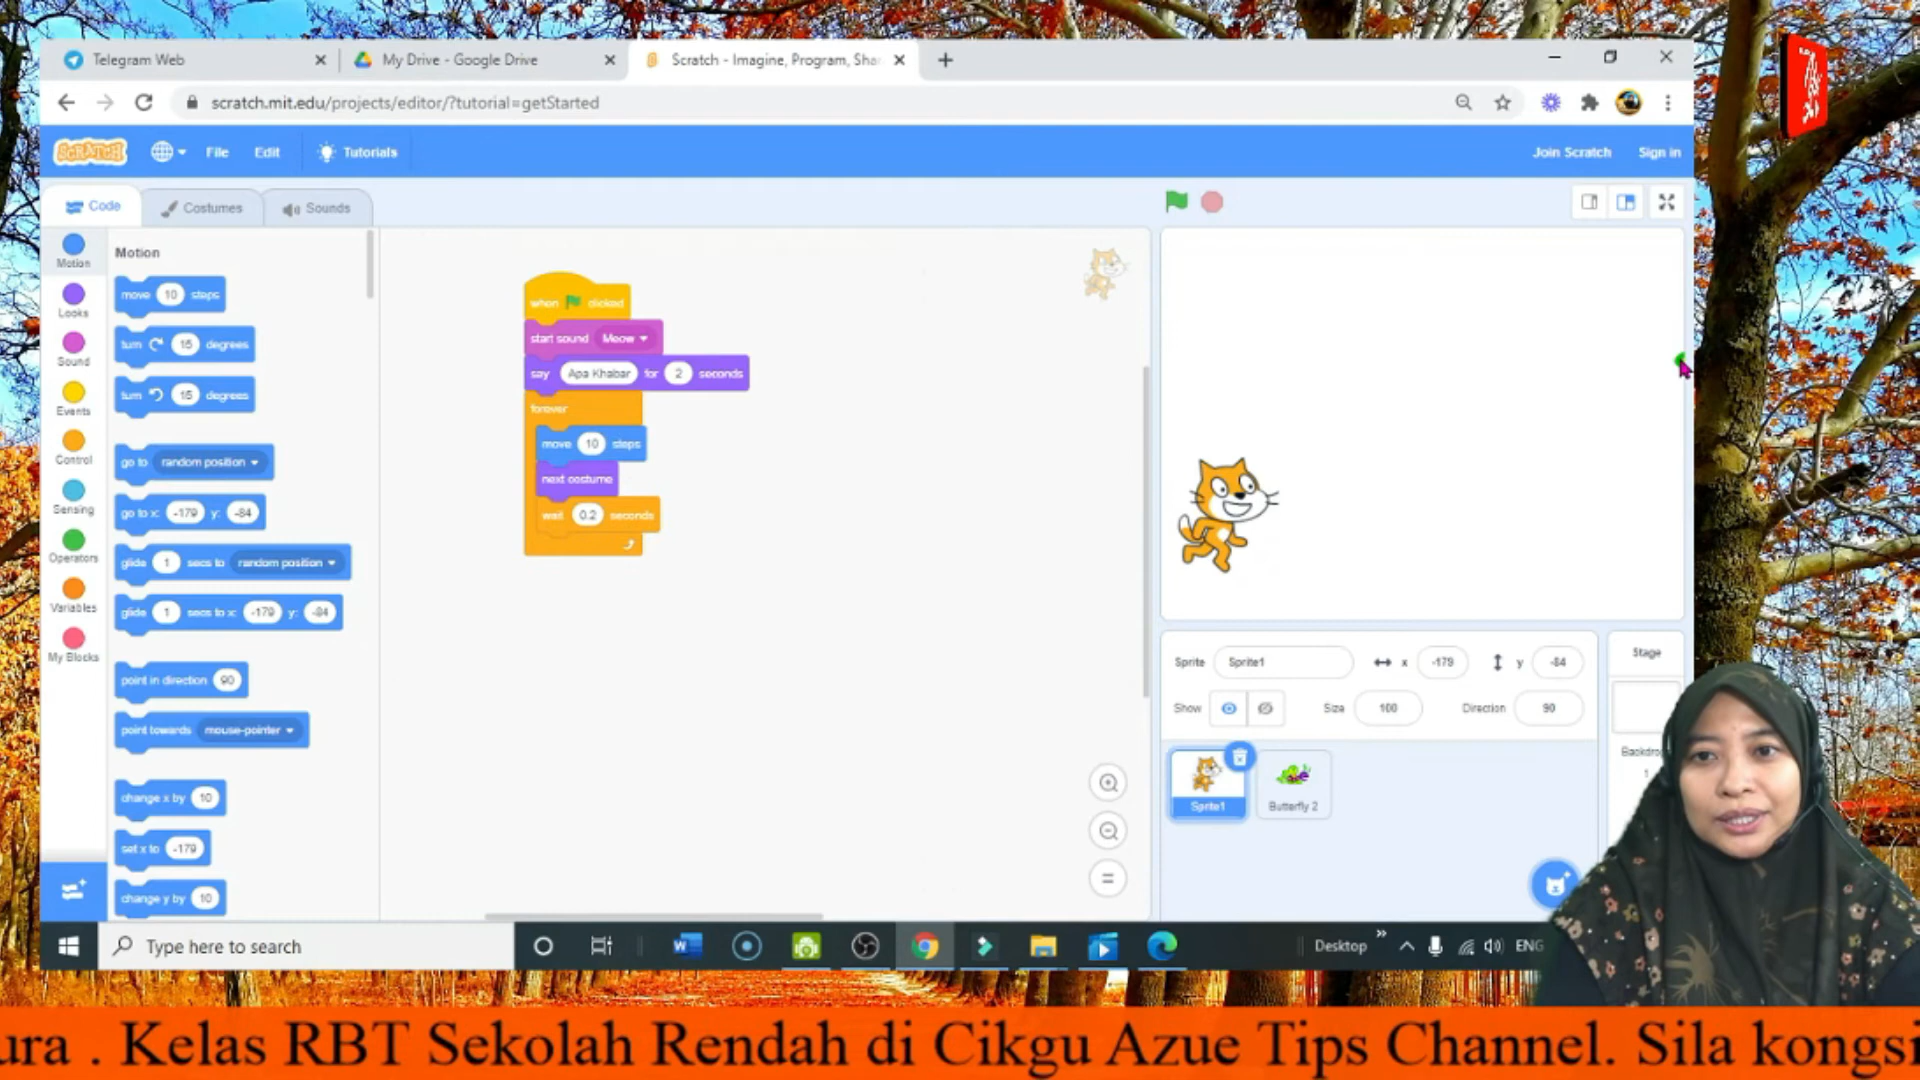 Telegram Web
My Drive - Google Drive
Scratch - Imagine, Program, Shar
scratch.mit.edu/projects/editor/?tutorial=getStarted
SCRATCH
File
Edit
Tutorials
Join Scratch
Sign in
Code
Costumes
Sounds
Motion
Looks
Sound
Events
Control
Sensing
Operators
Variables
My Blocks
Motion
move 10 steps
turn 15 degrees
turn 15 degrees
go to random position
go to x: -179 y: -84
glide 1 secs to random position
glide 1 secs to x: -179 y: -84
point in direction 90
point towards mouse-pointer
change x by 10
set x to -179
change y by 10
when clicked
start sound Meow
say Apa Khabar for 2 seconds
forever
move 10 steps
next costume
wait 0.2 seconds
Sprite Sprite1 x -179 y -84
Show Size 100 Direction 90
Sprite1
Butterfly 2
Stage
1
Type here to search
Desktop
ENG
ura . Kelas RBT Sekolah Rendah di Cikgu Azue Tips Channel. Sila kongsi